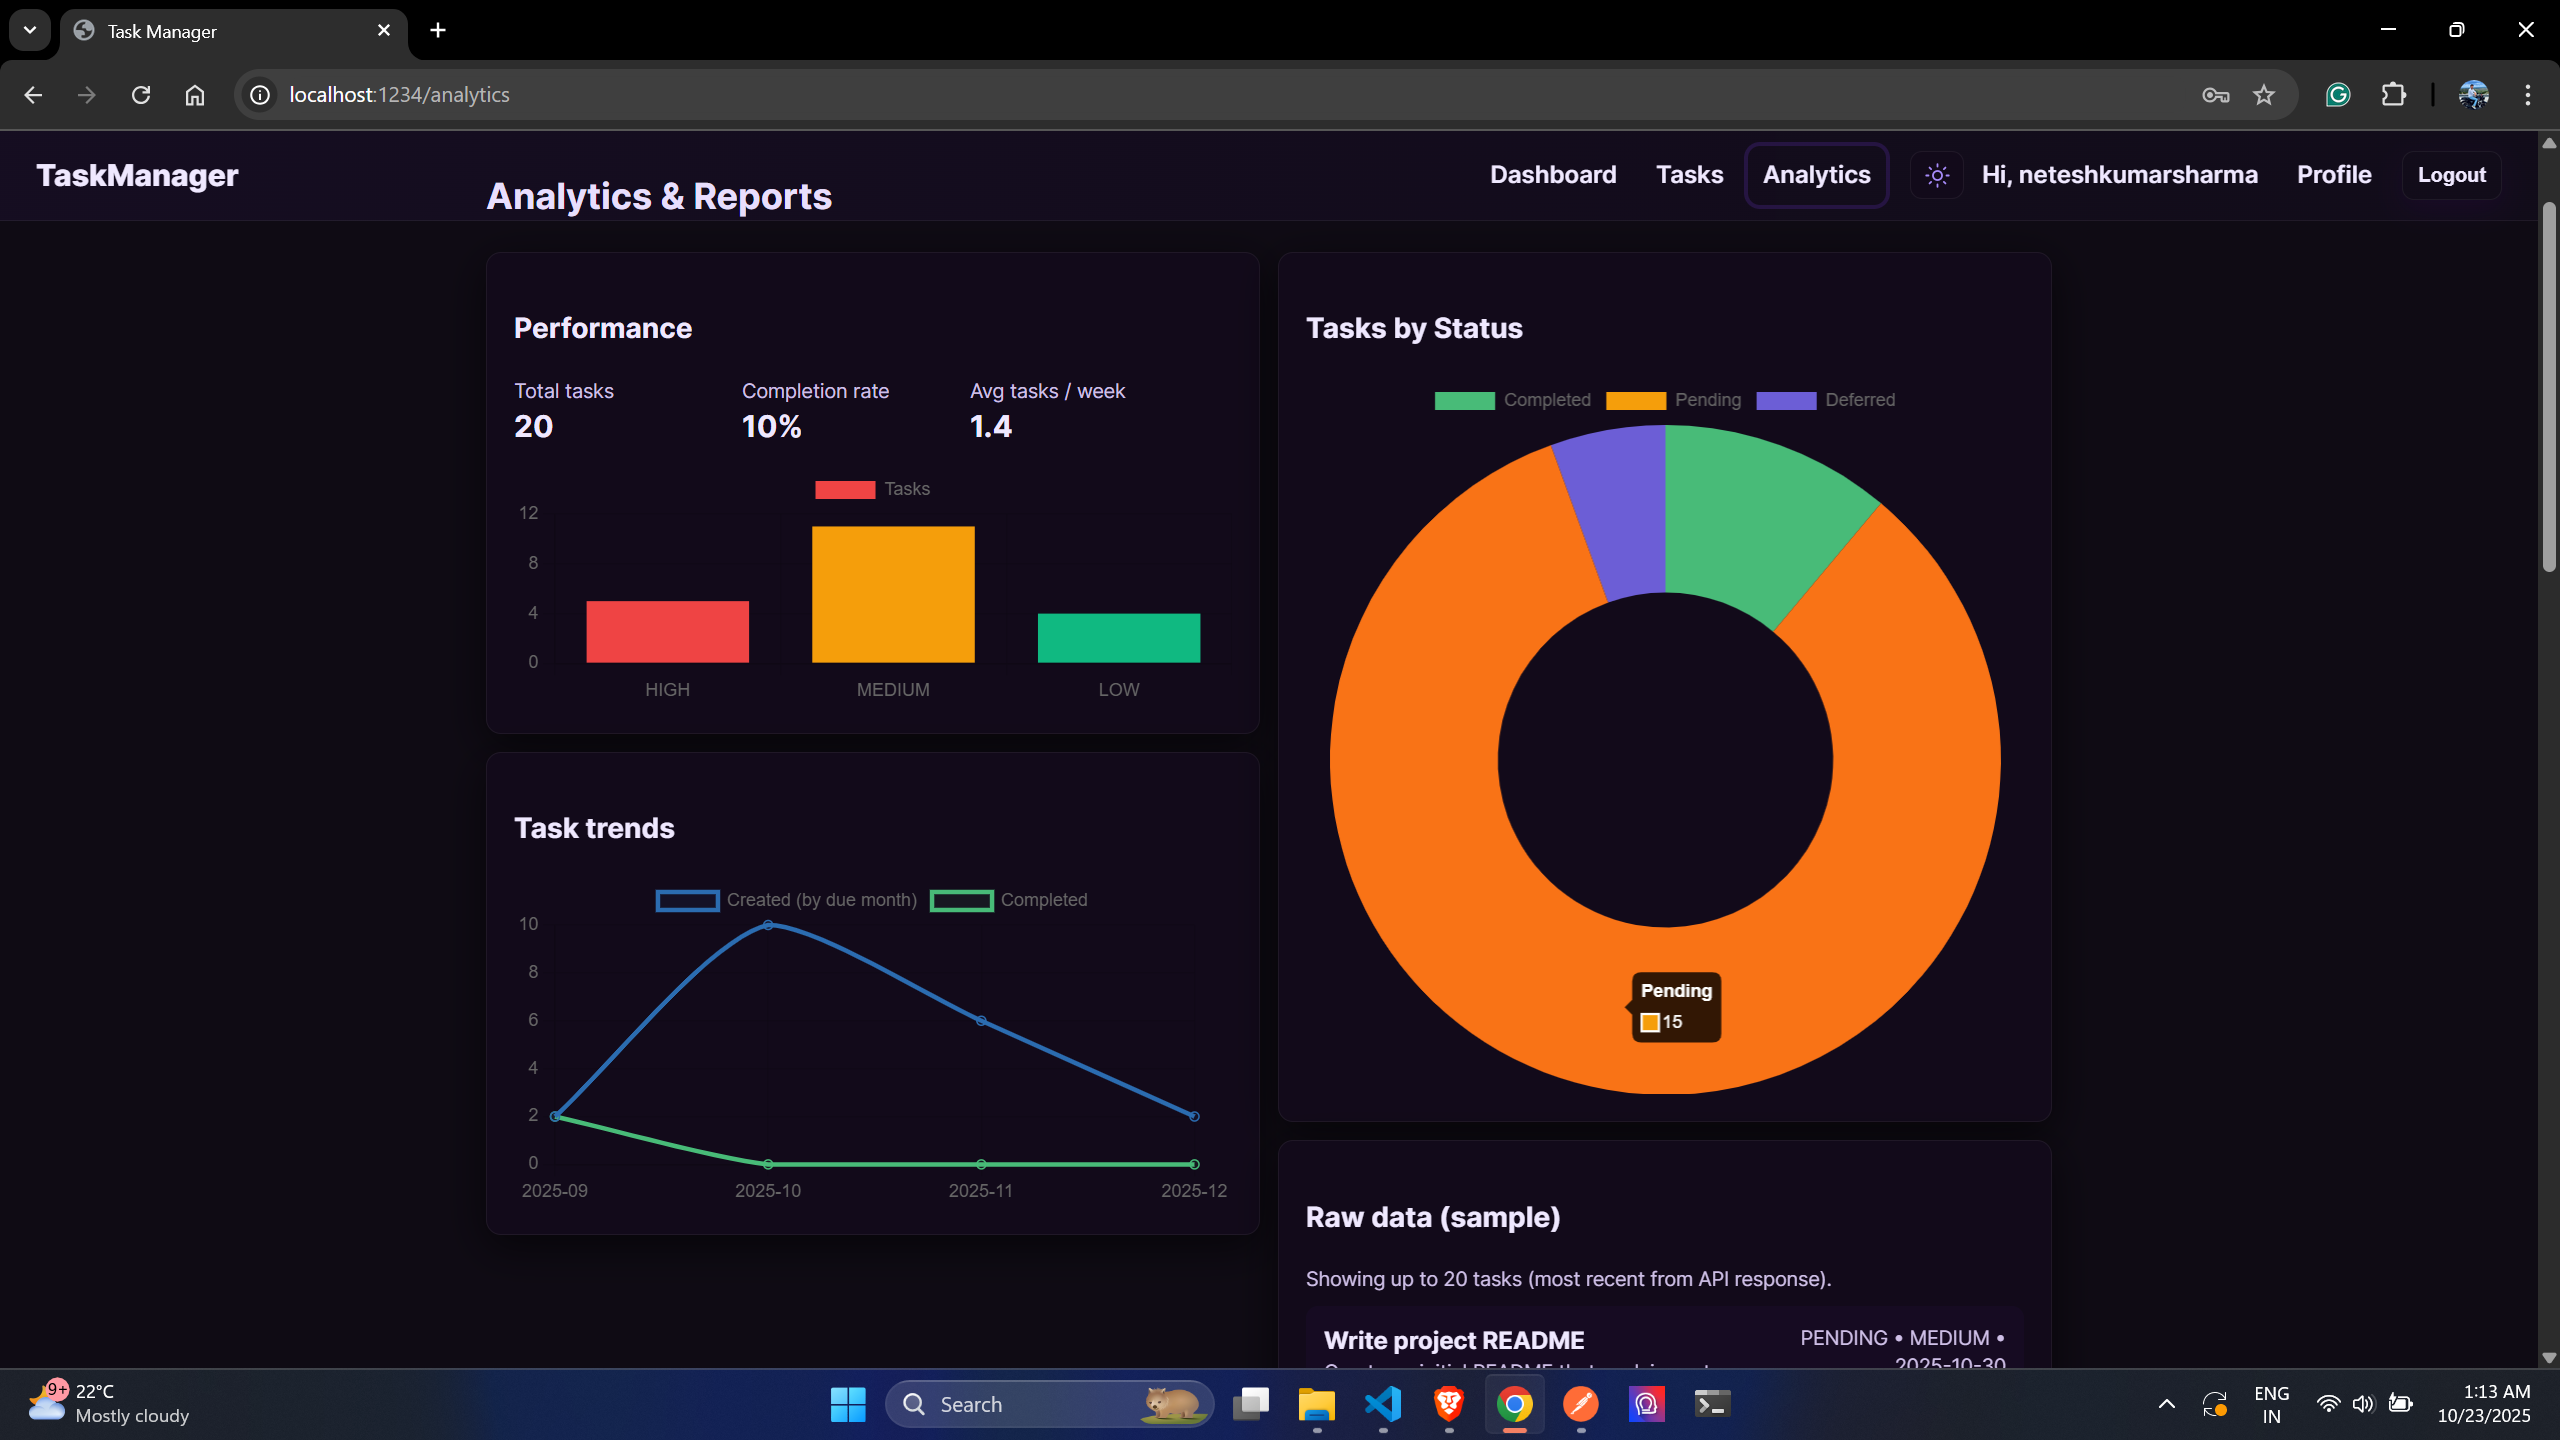 Task Manager
localhost:1234/analytics
TaskManager
Analytics & Reports
Dashboard
Tasks
Analytics
Hi, neteshkumarsharma
Profile
Logout
Performance
Total tasks
20
Completion rate
10%
Avg tasks / week
1.4
Tasks
12
8
4
0
HIGH
MEDIUM
LOW
Tasks by Status
Completed
Pending
Deferred
Pending
15
Task trends
Created (by due month)
Completed
10
8
6
4
2
0
2025-09
2025-10
2025-11
2025-12
Raw data (sample)
Showing up to 20 tasks (most recent from API response).
Write project README
PENDING • MEDIUM •
2025-10-30
9+
22°C
Mostly cloudy
Search
ENG
IN
1:13 AM
10/23/2025